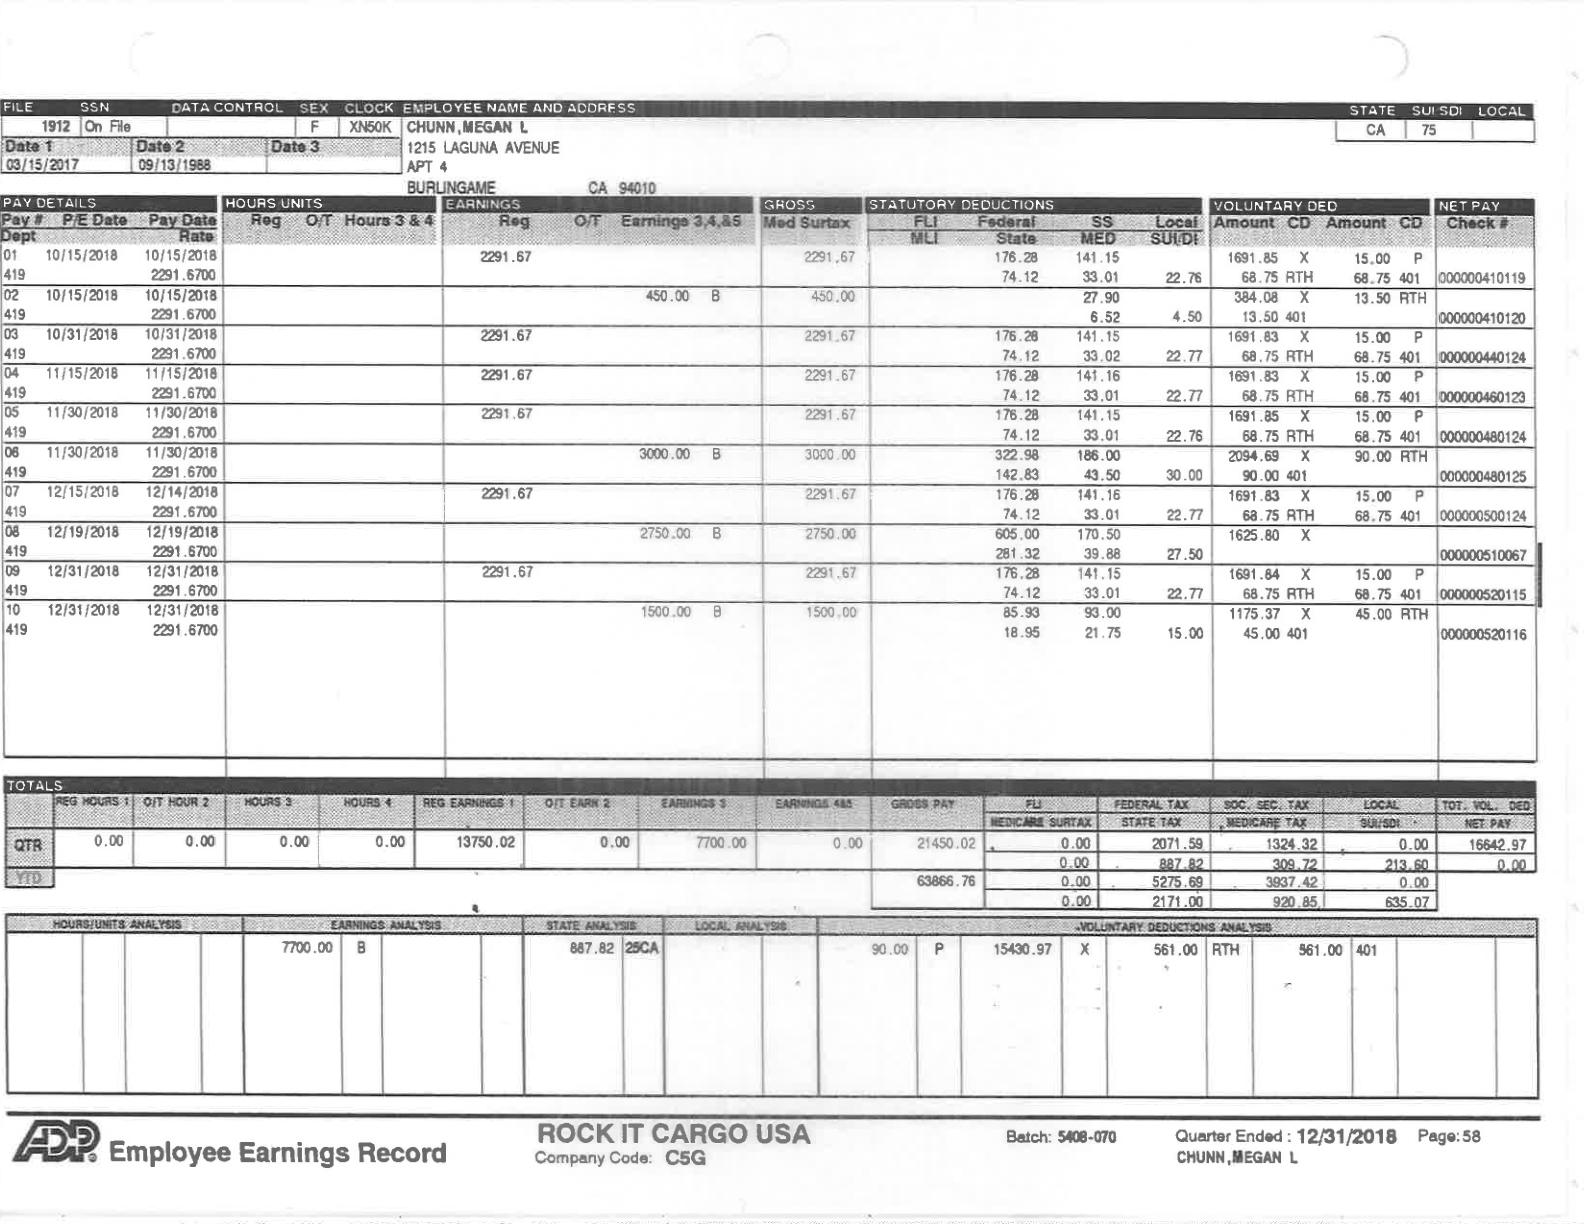 FILE SSN DATA CONTROL SEX CLOCK EMPLOYEE NAME AND ADDRESS STATE SUI/SDI LOCAL
1912 On File F XN50K CHUNN,MEGAN L CA 75
Date 1 Date 2 Date 3 1215 LAGUNA AVENUE
03/15/2017 09/13/1988 APT 4
BURLINGAME CA 94010
PAY DETAILS HOURS UNITS EARNINGS GROSS STATUTORY DEDUCTIONS VOLUNTARY DED NET PAY
Pay # P/E Date Pay Date Reg O/T Hours 3 & 4 Reg O/T Earnings 3,4,&5 Med Surtax FLI Federal SS Local Amount CD Amount CD Check #
Dept Rate MLI State MED SUI/DI
01 10/15/2018 10/15/2018 2291.67 2291.67 176.28 141.15 1691.85 X 15.00 P
419 2291.6700 74.12 33.01 22.76 68.75 RTH 68.75 401 000000410119
02 10/15/2018 10/15/2018 450.00 B 450.00 27.90 384.08 X 13.50 RTH
419 2291.6700 6.52 4.50 13.50 401 000000410120
03 10/31/2018 10/31/2018 2291.67 2291.67 176.28 141.15 1691.83 X 15.00 P
419 2291.6700 74.12 33.02 22.77 68.75 RTH 68.75 401 000000440124
04 11/15/2018 11/15/2018 2291.67 2291.67 176.28 141.16 1691.83 X 15.00 P
419 2291.6700 74.12 33.01 22.77 68.75 RTH 68.75 401 000000460123
05 11/30/2018 11/30/2018 2291.67 2291.67 176.28 141.15 1691.85 X 15.00 P
419 2291.6700 74.12 33.01 22.76 68.75 RTH 68.75 401 000000480124
06 11/30/2018 11/30/2018 3000.00 B 3000.00 322.98 186.00 2094.69 X 90.00 RTH
419 2291.6700 142.83 43.50 30.00 90.00 401 000000480125
07 12/15/2018 12/14/2018 2291.67 2291.67 176.28 141.16 1691.83 X 15.00 P
419 2291.6700 74.12 33.01 22.77 68.75 RTH 68.75 401 000000500124
08 12/19/2018 12/19/2018 2750.00 B 2750.00 605.00 170.50 1625.80 X
419 2291.6700 281.32 39.88 27.50 000000510067
09 12/31/2018 12/31/2018 2291.67 2291.67 176.28 141.15 1691.84 X 15.00 P
419 2291.6700 74.12 33.01 22.77 68.75 RTH 68.75 401 000000520115
10 12/31/2018 12/31/2018 1500.00 B 1500.00 85.93 93.00 1175.37 X 45.00 RTH
419 2291.6700 18.95 21.75 15.00 45.00 401 000000520116
TOTALS
REG HOURS 1 O/T HOUR 2 HOURS 3 HOURS 4 REG EARNINGS 1 O/T EARN 2 EARNINGS 3 EARNINGS 4&5 GROSS PAY FLI FEDERAL TAX SOC. SEC. TAX LOCAL TOT. VOL. DED
MEDICARE SURTAX STATE TAX MEDICARE TAX SUI/SDI NET PAY
QTR 0.00 0.00 0.00 0.00 13750.02 0.00 7700.00 0.00 21450.02 0.00 2071.59 1324.32 0.00 16642.97
0.00 887.82 309.72 213.60 0.00
YTD 63866.76 0.00 5275.69 3937.42 0.00
0.00 2171.00 920.85 635.07
HOURS/UNITS ANALYSIS EARNINGS ANALYSIS STATE ANALYSIS LOCAL ANALYSIS VOLUNTARY DEDUCTIONS ANALYSIS
7700.00 B 887.82 25CA 90.00 P 15430.97 X 561.00 RTH 561.00 401
ADP Employee Earnings Record ROCK IT CARGO USA Batch: 5408-070 Quarter Ended : 12/31/2018 Page:58
Company Code: C5G CHUNN,MEGAN L